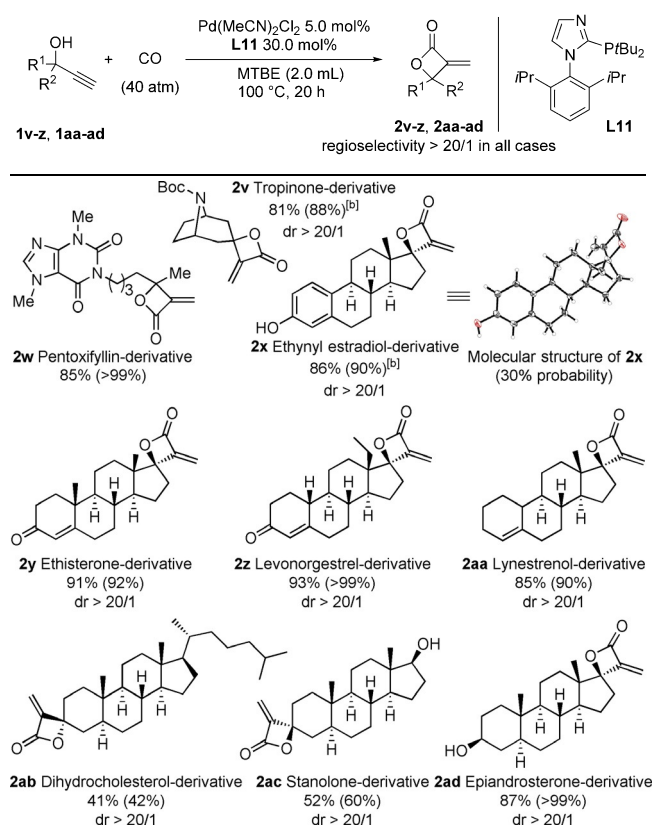 OH
R1
R2
+ CO
(40 atm)
Pd(MeCN)2Cl2 5.0 mol%
L11 30.0 mol%
MTBE (2.0 mL)
100 °C, 20 h
O
O
R1 R2
N
N
PtBu2
iPr iPr
1v-z, 1aa-ad
2v-z, 2aa-ad
L11
regioselectivity > 20/1 in all cases
Boc
N
O
O
2v Tropinone-derivative
81% (88%)[b]
dr > 20/1
Me
N
N
O
N
N
Me
O
3
Me
O
O
2w Pentoxifyllin-derivative
85% (>99%)
O
O
H
H
H
HO
2x Ethynyl estradiol-derivative
86% (90%)[b]
dr > 20/1
Molecular structure of 2x
(30% probability)
O
O
H
H
H
O
2y Ethisterone-derivative
91% (92%)
dr > 20/1
O
O
H
H
H
H
O
2z Levonorgestrel-derivative
93% (>99%)
dr > 20/1
O
O
H
H
H
2aa Lynestrenol-derivative
85% (90%)
dr > 20/1
H
H
H
H
O
O
2ab Dihydrocholesterol-derivative
41% (42%)
dr > 20/1
OH
H
H
H
H
O
O
2ac Stanolone-derivative
52% (60%)
dr > 20/1
O
O
H
H
H
H
HO
2ad Epiandrosterone-derivative
87% (>99%)
dr > 20/1